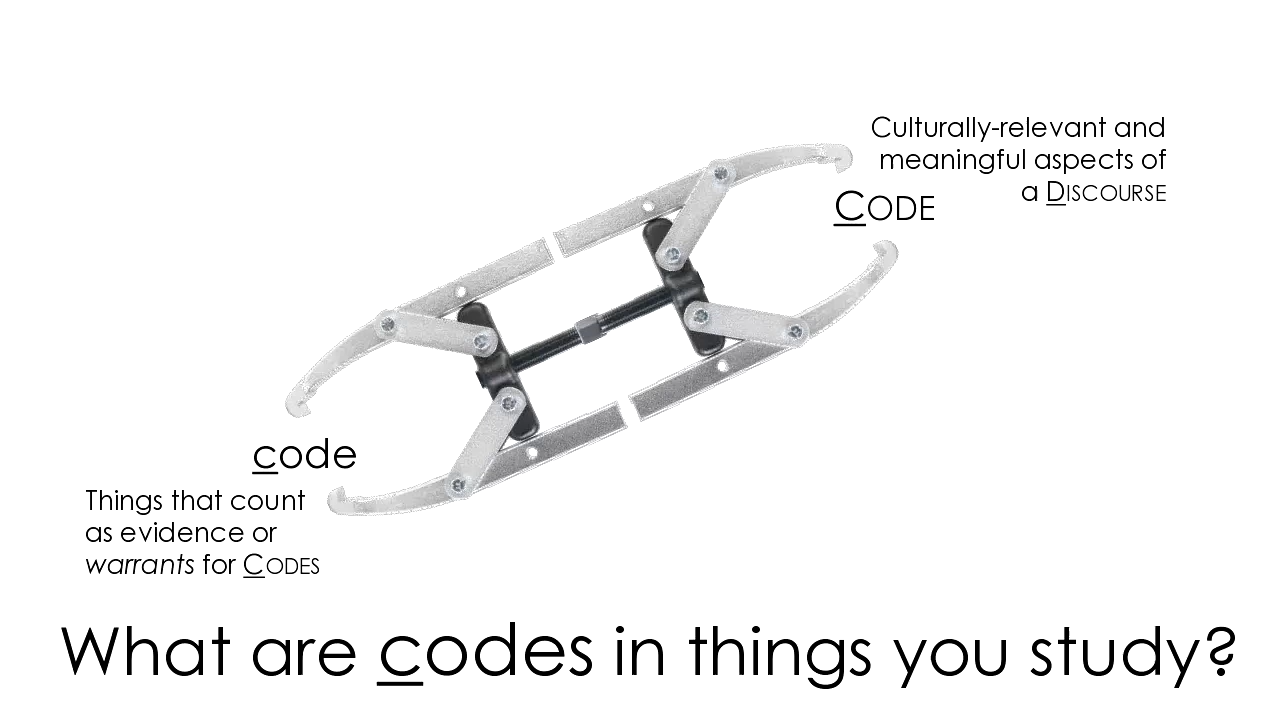 Culturally-relevant and
meaningful aspects of
a DISCOURSE
CODE
code
Things that count
as evidence or
warrants for CODES
What are codes in things you study?